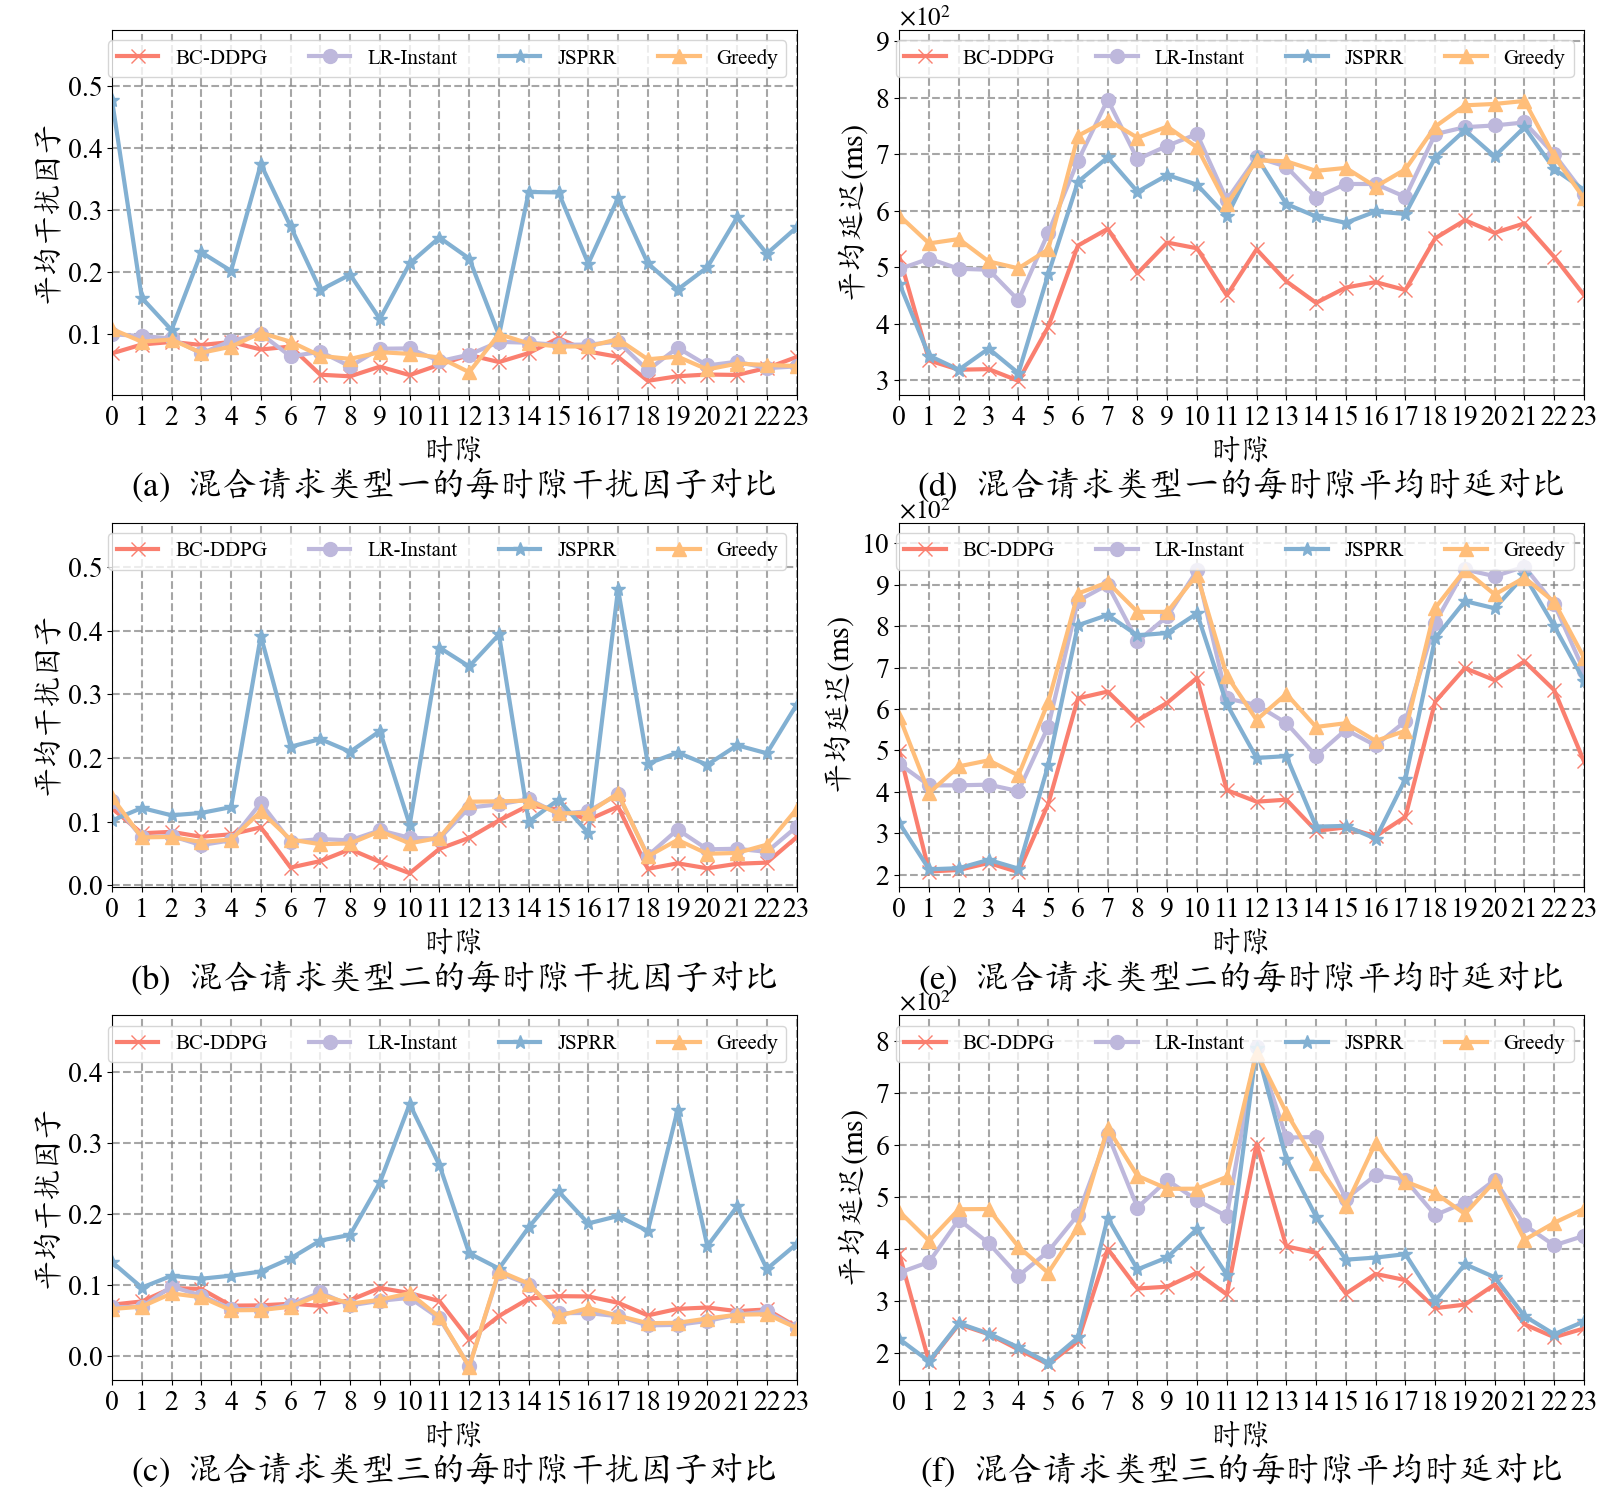 BC-DDPG LR-Instant JSPRR Greedy
平均干扰因子
0.5
0.4
0.3
0.2
0.1
0 1 2 3 4 5 6 7 8 9 10 11 12 13 14 15 16 17 18 19 20 21 22 23
时隙
(a) 混合请求类型一的每时隙干扰因子对比
×10²
BC-DDPG LR-Instant JSPRR Greedy
平均延迟(ms)
9
8
7
6
5
4
3
0 1 2 3 4 5 6 7 8 9 10 11 12 13 14 15 16 17 18 19 20 21 22 23
时隙
(d) 混合请求类型一的每时隙平均时延对比
BC-DDPG LR-Instant JSPRR Greedy
平均干扰因子
0.5
0.4
0.3
0.2
0.1
0.0
0 1 2 3 4 5 6 7 8 9 10 11 12 13 14 15 16 17 18 19 20 21 22 23
时隙
(b) 混合请求类型二的每时隙干扰因子对比
×10²
BC-DDPG LR-Instant JSPRR Greedy
平均延迟(ms)
10
9
8
7
6
5
4
3
2
0 1 2 3 4 5 6 7 8 9 10 11 12 13 14 15 16 17 18 19 20 21 22 23
时隙
(e) 混合请求类型二的每时隙平均时延对比
BC-DDPG LR-Instant JSPRR Greedy
平均干扰因子
0.4
0.3
0.2
0.1
0.0
0 1 2 3 4 5 6 7 8 9 10 11 12 13 14 15 16 17 18 19 20 21 22 23
时隙
(c) 混合请求类型三的每时隙干扰因子对比
×10²
BC-DDPG LR-Instant JSPRR Greedy
平均延迟(ms)
8
7
6
5
4
3
2
0 1 2 3 4 5 6 7 8 9 10 11 12 13 14 15 16 17 18 19 20 21 22 23
时隙
(f) 混合请求类型三的每时隙平均时延对比